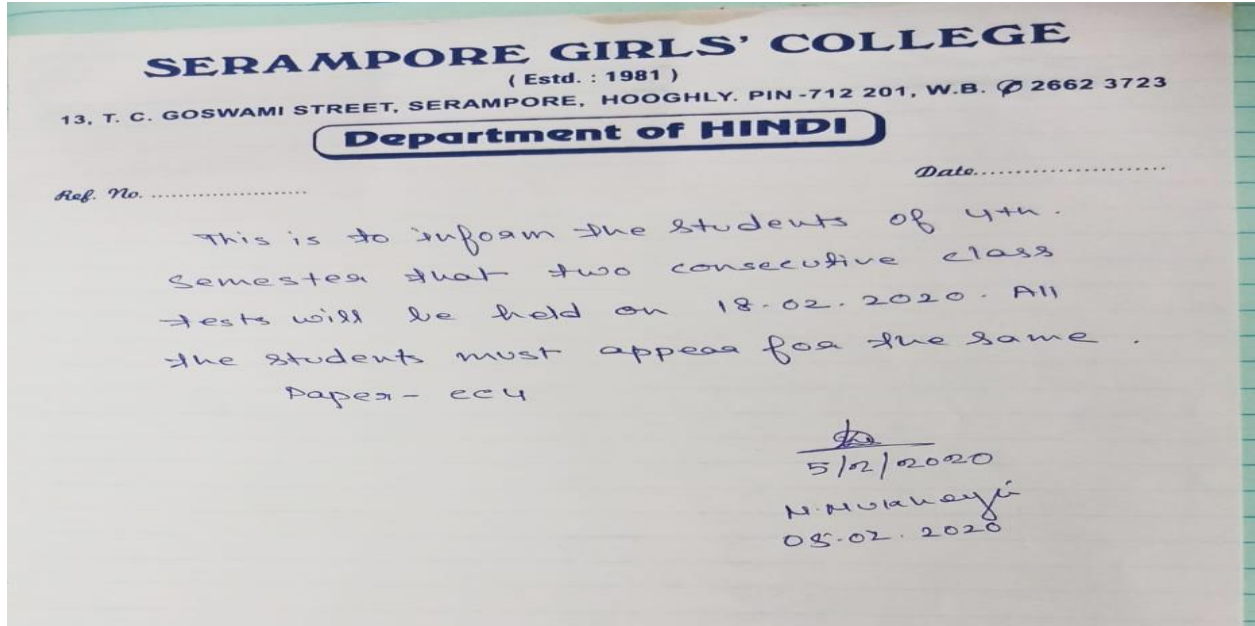 SERAMPORE GIRLS' COLLEGE
( Estd. : 1981 )
13, T. C. GOSWAMI STREET, SERAMPORE, HOOGHLY. PIN-712 201, W.B. ✆ 2662 3723
Department of HINDI
Ref. No. .......................
Date.........................
This is to inform the students of 4th.
semester that two consecutive class
tests will be held on 18.02.2020. All
the students must appear for the same.
Paper - CC4
5/2/2020
05.02.2020